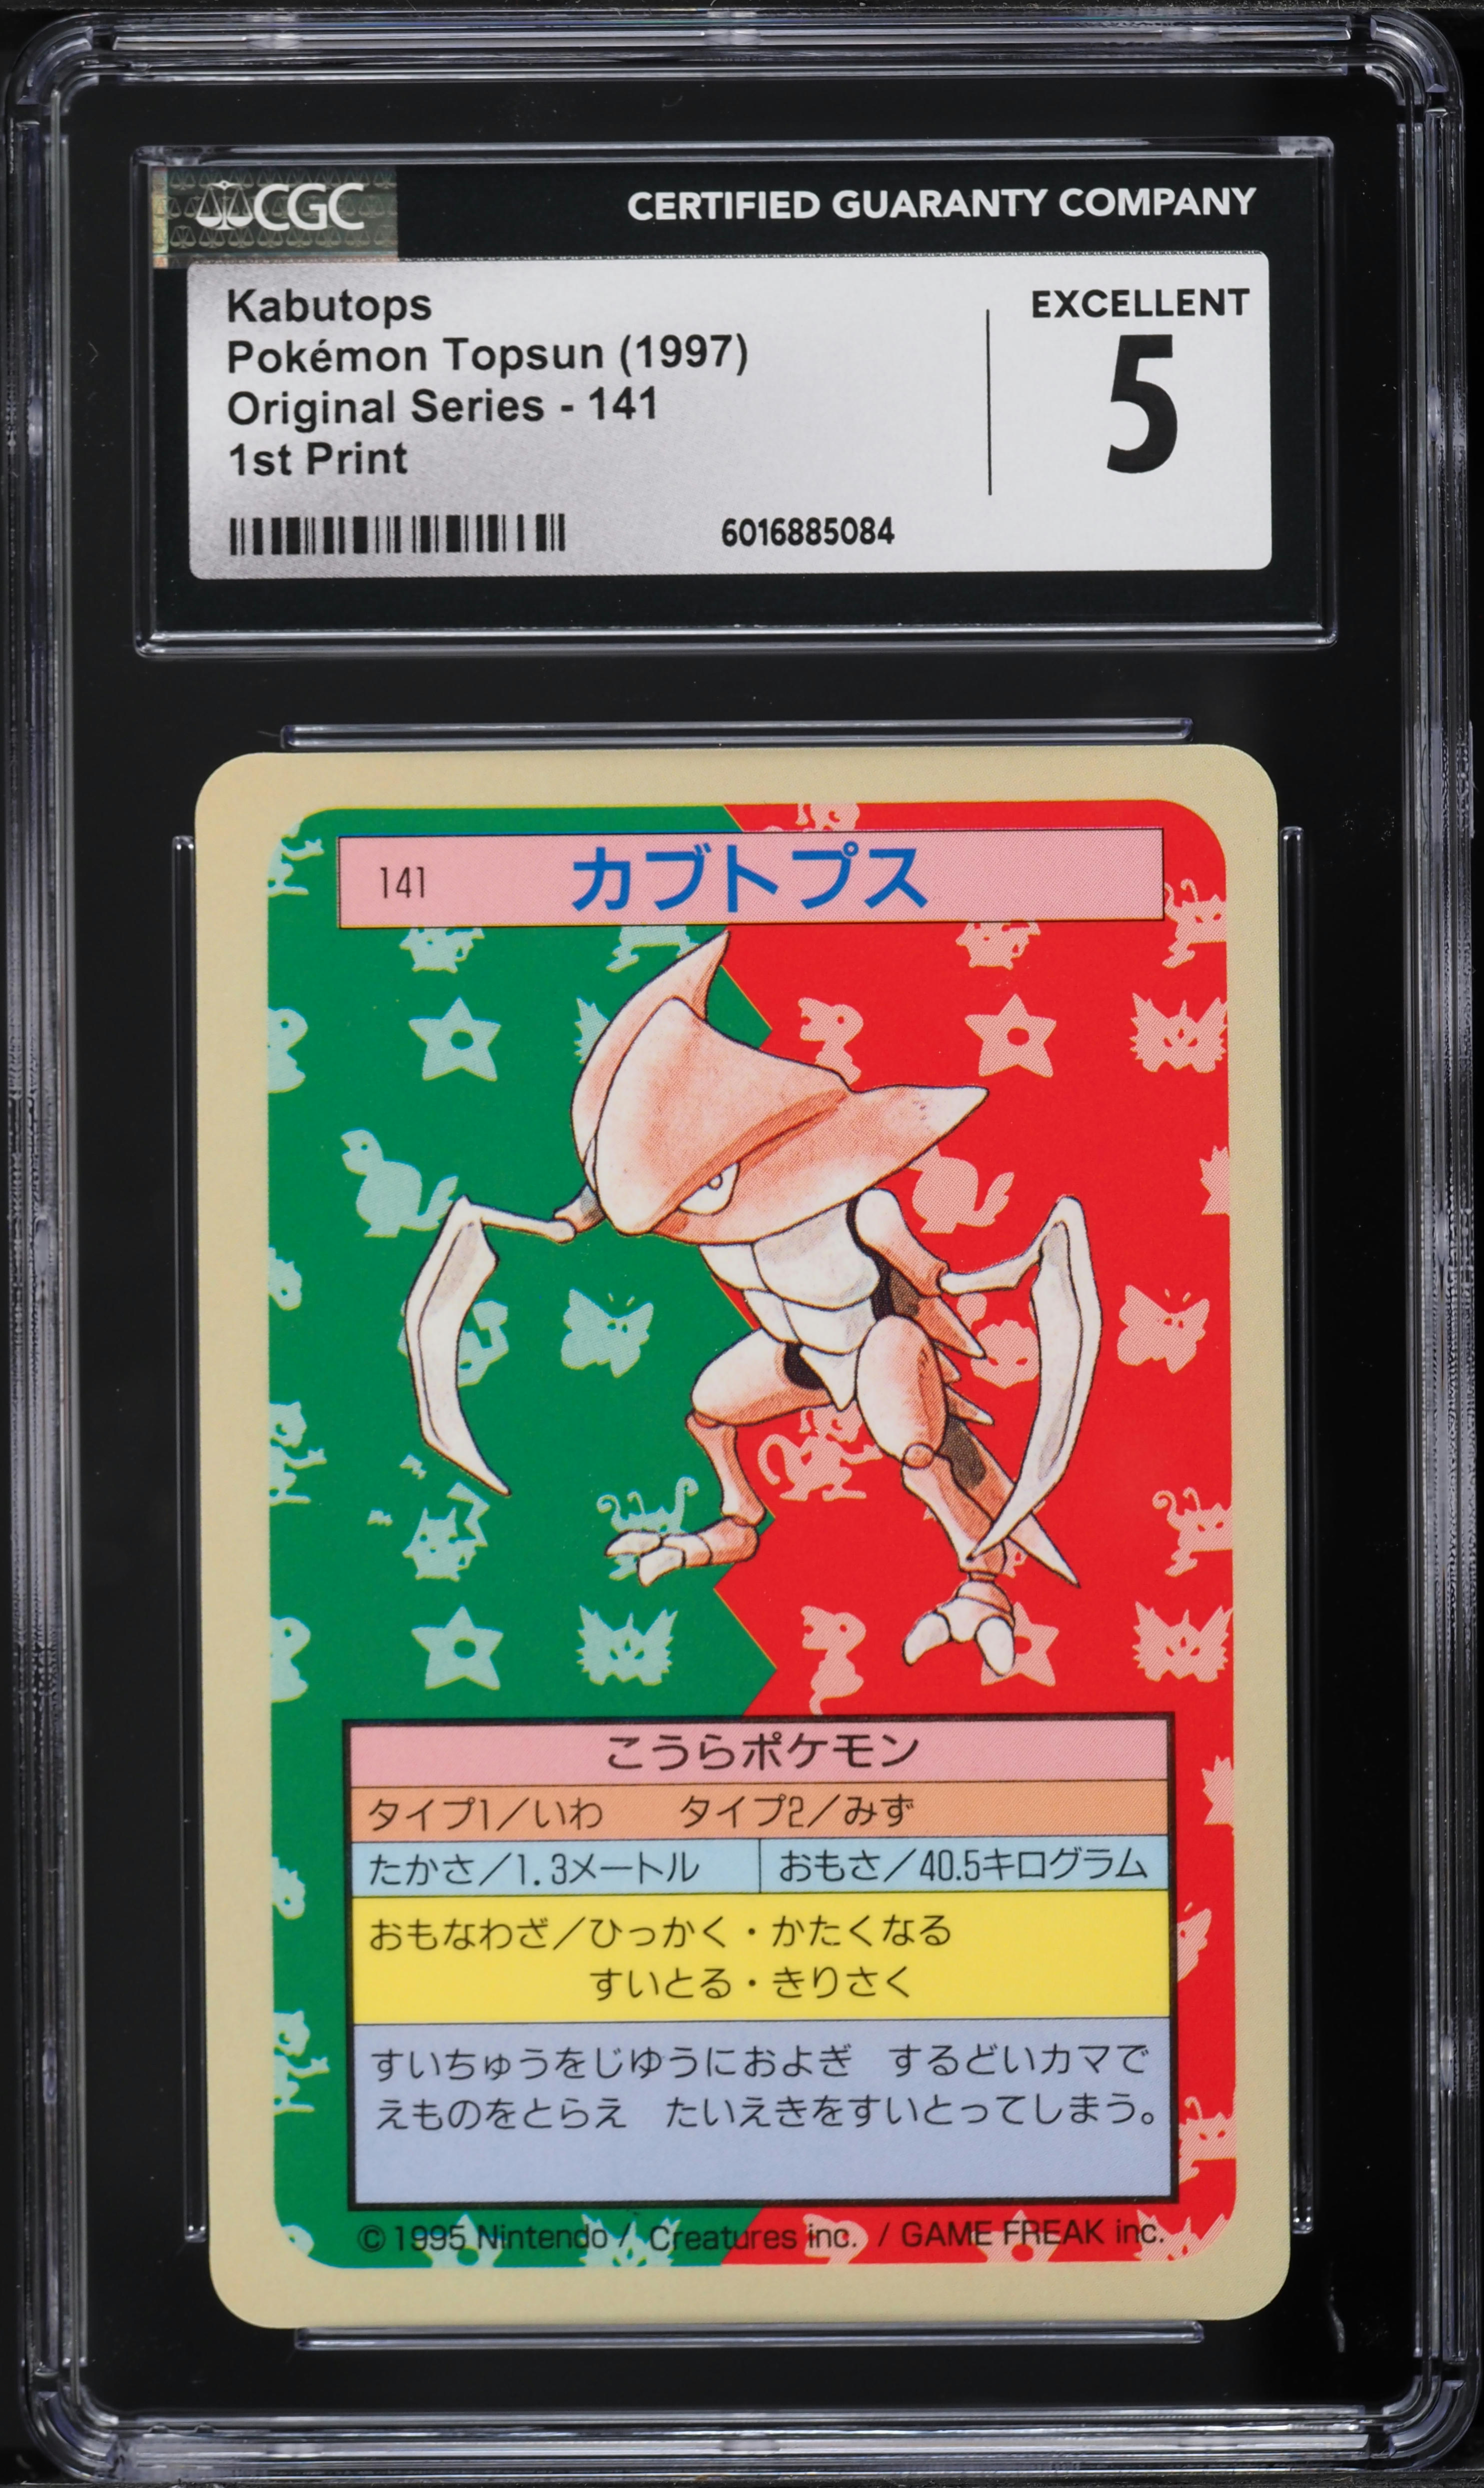 CGC
CERTIFIED GUARANTY COMPANY
Kabutops
Pokémon Topsun (1997)
Original Series - 141
1st Print
6016885084
EXCELLENT
5
141 カブトプス
こうらポケモン
タイプ1／いわ　タイプ2／みず
たかさ／1.3メートル　おもさ／40.5キログラム
おもなわざ／ひっかく・かたくなる
すいとる・きりさく
すいちゅうをじゆうにおよぎ　するどいカマで
えものをとらえ　たいえきをすいとってしまう。
© 1995 Nintendo / Creatures inc. / GAME FREAK inc.